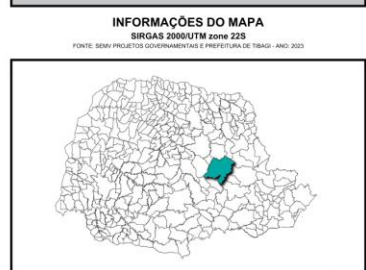 INFORMAÇÕES DO MAPA
SIRGAS 2000/UTM zone 22S
FONTE: SEMV PROJETOS GOVERNAMENTAIS E PREFEITURA DE TIBAGI - ANO: 2023